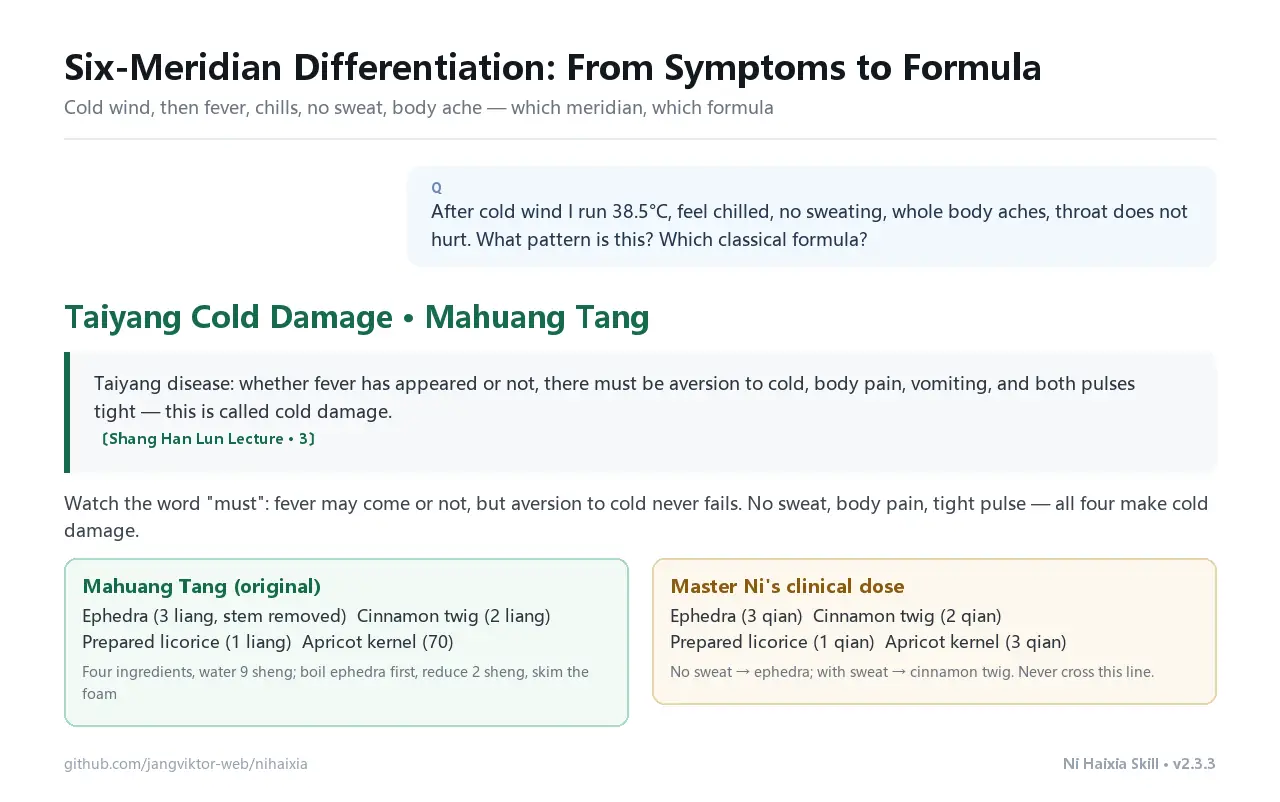 Six-Meridian Differentiation: From Symptoms to Formula
Cold wind, then fever, chills, no sweat, body ache — which meridian, which formula
Q
After cold wind I run 38.5°C, feel chilled, no sweating, whole body aches, throat does not
hurt. What pattern is this? Which classical formula?
Taiyang Cold Damage • Mahuang Tang
Taiyang disease: whether fever has appeared or not, there must be aversion to cold, body pain, vomiting, and both pulses
tight — this is called cold damage.
〔Shang Han Lun Lecture • 3〕
Watch the word "must": fever may come or not, but aversion to cold never fails. No sweat, body pain, tight pulse — all four make cold
damage.
Mahuang Tang (original)
Ephedra (3 liang, stem removed)  Cinnamon twig (2 liang)
Prepared licorice (1 liang)  Apricot kernel (70)
Four ingredients, water 9 sheng; boil ephedra first, reduce 2 sheng, skim the
foam
Master Ni's clinical dose
Ephedra (3 qian)  Cinnamon twig (2 qian)
Prepared licorice (1 qian)  Apricot kernel (3 qian)
No sweat → ephedra; with sweat → cinnamon twig. Never cross this line.
github.com/jangviktor-web/nihaixia
Ni Haixia Skill • v2.3.3